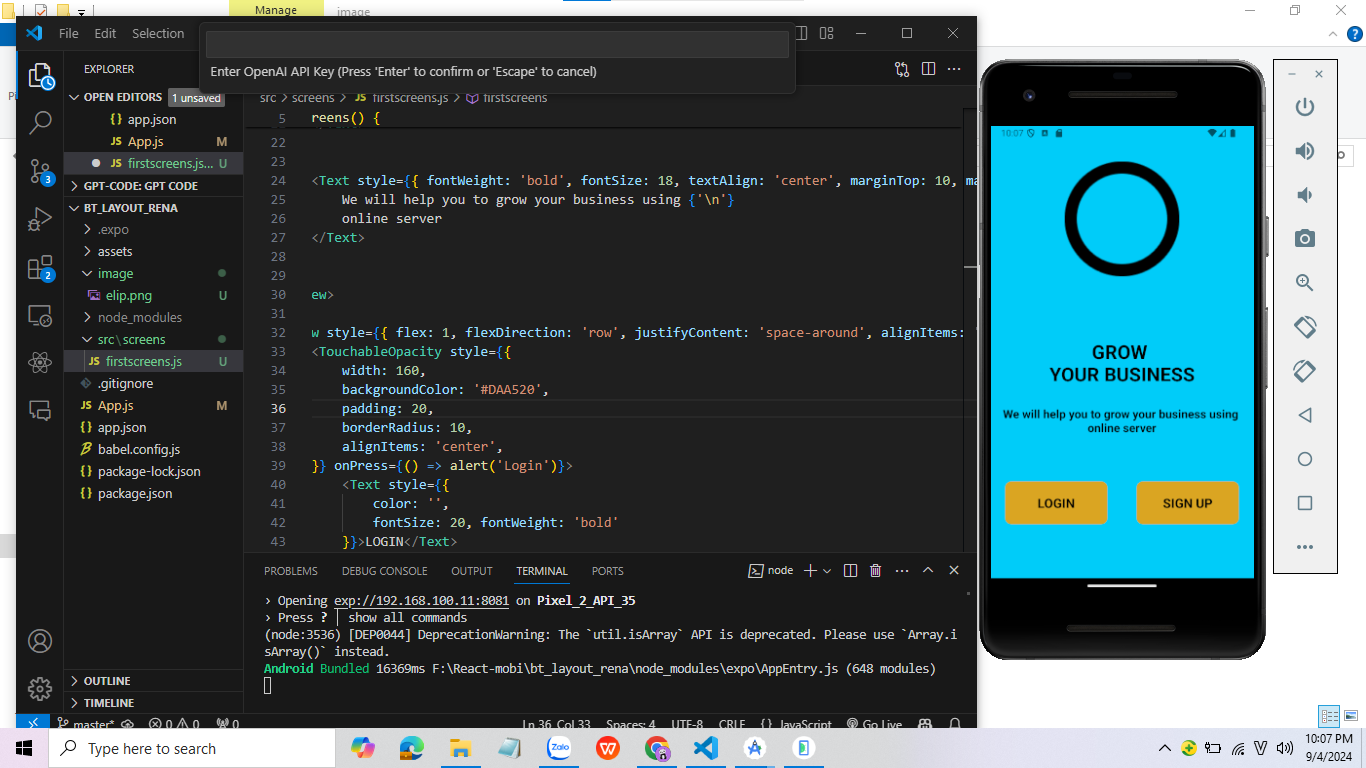 Manage
image
File Edit Selection
Enter OpenAI API Key (Press 'Enter' to confirm or 'Escape' to cancel)
EXPLORER
OPEN EDITORS 1 unsaved
{} app.json
JS App.js M
JS firstscreens.js... U
GPT-CODE: GPT CODE
BT_LAYOUT_RENA
.expo
assets
image
elip.png U
node_modules
src\screens
JS firstscreens.js U
.gitignore
JS App.js M
{} app.json
babel.config.js
{} package-lock.json
{} package.json
OUTLINE
TIMELINE
3
2
src > screens > JS firstscreens.js > firstscreens
5 reens() {
22
23
24 <Text style={{ fontWeight: 'bold', fontSize: 18, textAlign: 'center', marginTop: 10, ma
25 We will help you to grow your business using {'\n'}
26 online server
27 </Text>
28
29
30 ew>
31
32 w style={{ flex: 1, flexDirection: 'row', justifyContent: 'space-around', alignItems: '
33 <TouchableOpacity style={{
34 width: 160,
35 backgroundColor: '#DAA520',
36 padding: 20,
37 borderRadius: 10,
38 alignItems: 'center',
39 }} onPress={() => alert('Login')}>
40 <Text style={{
41 color: '',
42 fontSize: 20, fontWeight: 'bold'
43 }}>LOGIN</Text>
PROBLEMS DEBUG CONSOLE OUTPUT TERMINAL PORTS
node
› Opening exp://192.168.100.11:8081 on Pixel_2_API_35
› Press ? │ show all commands
(node:3536) [DEP0044] DeprecationWarning: The `util.isArray` API is deprecated. Please use `Array.i
sArray()` instead.
Android Bundled 16369ms F:\React-mobi\bt_layout_rena\node_modules\expo\AppEntry.js (648 modules)
master* 0 0 0 Ln 36, Col 33 Spaces: 4 UTF-8 CRLF {} JavaScript Go Live
10:07
GROW
YOUR BUSINESS
We will help you to grow your business using
online server
LOGIN SIGN UP
Type here to search
Zalo
10:07 PM
9/4/2024